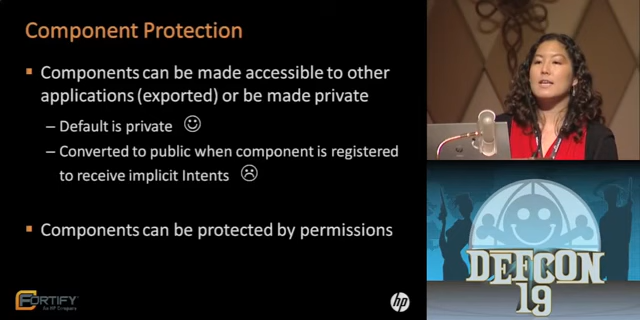 Component Protection
Components can be made accessible to other
applications (exported) or be made private
– Default is private ☺
– Converted to public when component is registered
to receive implicit Intents ☹
Components can be protected by permissions
FORTIFY
An HP Company
hp
DEFCON
19